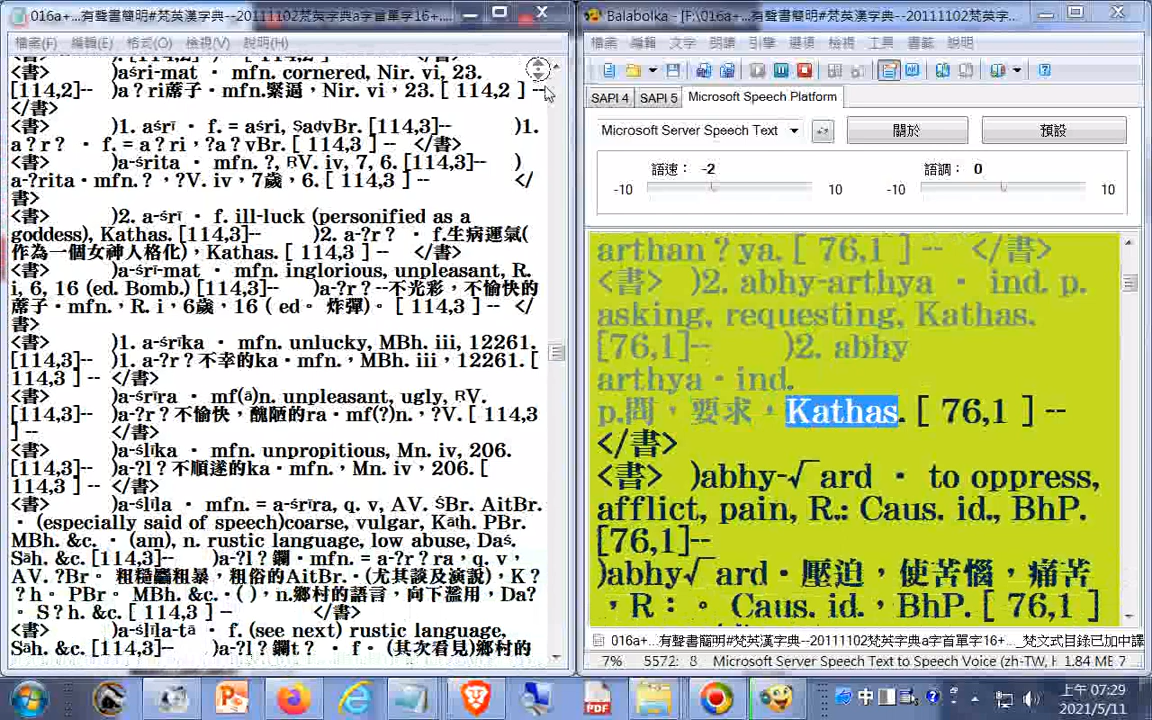 016a+...有聲書簡明#梵英漢字典--20111102梵英字典a字首單字16+...
檔案(F) 編輯(E) 格式(O) 檢視(V) 說明(H)
<書> )aśri-mat ‧ mfn. cornered, Nir. vi, 23.
[114,2]-- )a ? ri蓆子‧mfn.緊逼，Nir. vi，23. [ 114,2 ] --
</書>
<書> )1. aśrī ‧ f. = aśri, ṢaḍvBr. [114,3]-- )1.
a ? r ? ‧ f. = a ? ri，?a ? vBr. [ 114,3 ] -- </書>
<書> )a-śrita ‧ mfn. ?, ṚV. iv, 7, 6. [114,3]-- )
a-?rita‧mfn. ?，?V. iv，7歲，6. [ 114,3 ] -- </
書>
<書> )2. a-śrī ‧ f. ill-luck (personified as a
goddess), Kathas. [114,3]-- )2. a-?r ? ‧ f.生病運氣(
作為一個女神人格化)，Kathas. [ 114,3 ] -- </書>
<書> )a-śrī-mat ‧ mfn. inglorious, unpleasant, R.
i, 6, 16 (ed. Bomb.) [114,3]-- )a-?r ? --不光彩，不愉快的
蓆子‧mfn.，R. i，6歲，16 ( ed。 炸彈)。 [ 114,3 ] -- </
書>
<書> )1. a-śrīka ‧ mfn. unlucky, MBh. iii, 12261.
[114,3]-- )1. a-?r ? 不幸的ka‧mfn.，MBh. iii，12261. [
114,3 ] -- </書>
<書> )a-śrīra ‧ mf(ā)n. unpleasant, ugly, ṚV.
[114,3]-- )a-?r ? 不愉快，醜陋的ra‧mf(?)n.，?V. [ 114,3
] -- </書>
<書> )a-ślīka ‧ mfn. unpropitious, Mn. iv, 206.
[114,3]-- )a-?l ? 不順遂的ka‧mfn.，Mn. iv，206. [
114,3 ] -- </書>
<書> )a-ślīla ‧ mfn. = a-śrīra, q. v, AV. ŚBr. AitBr.
‧ (especially said of speech)coarse, vulgar, Kāṭh. PBr.
MBh. &c. ‧ (am), n. rustic language, low abuse, Daś.
Sāh. &c. [114,3]-- )a-?l ? 鑭‧mfn. = a-?r ? ra，q. v，
AV. ?Br。 粗糙驪粗暴，粗俗的AitBr.‧(尤其談及演說)，K ?
? h。 PBr。 MBh. &c.‧( )，n.鄉村的語言，向下濫用，Da?
。 S ? h. &c. [ 114,3 ] -- </書>
<書> )a-ślīla-tā ‧ f. (see next) rustic language,
Sāh. &c. [114,3]-- )a-?l ? 鑭t ? ‧ f‧ (其次看見)鄉村的
Balabolka - [F:\016a+...有聲書簡明#梵英漢字典--20111102梵英字...
檔案 編輯 文字 朗讀 引擎 選項 檢視 工具 書籤 說明
SAPI 4 SAPI 5 Microsoft Speech Platform
Microsoft Server Speech Text 關於 預設
語速： -2 語調： 0
-10 10 -10 10
arthan ? ya. [ 76,1 ] -- </書>
<書> )2. abhy-arthya ‧ ind. p.
asking, requesting, Kathas.
[76,1]-- )2. abhy
arthya‧ind.
p.問，要求，Kathas. [ 76,1 ] --
</書>
<書> )abhy-√ard ‧ to oppress,
afflict, pain, R.: Caus. id., BhP.
[76,1]--
)abhy√ard‧壓迫，使苦惱，痛苦
，R：。 Caus. id.，BhP. [ 76,1 ]
016a+...有聲書簡明#梵英漢字典--20111102梵英字典a字首單字16+..._梵文式目錄已加中譯
7% 5572: 8 Microsoft Server Speech Text to Speech Voice (zh-TW, H 1.84 ME 7
中
上午 07:29
2021/5/11